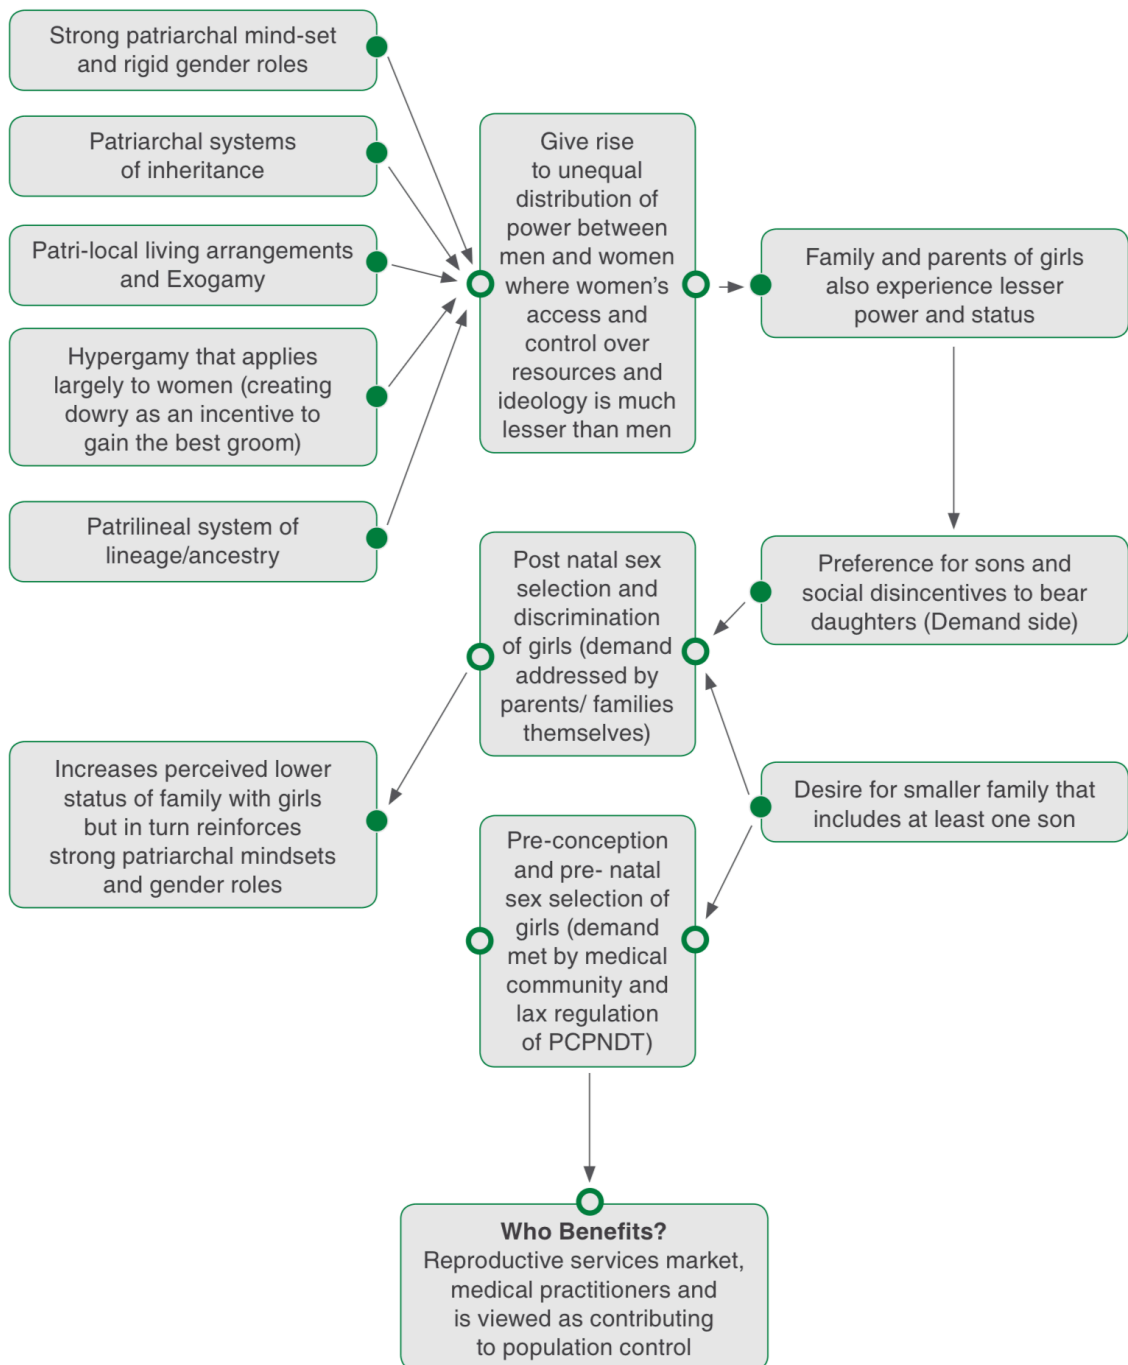 Strong patriarchal mind-set
and rigid gender roles
Patriarchal systems
of inheritance
Patri-local living arrangements
and Exogamy
Hypergamy that applies
largely to women (creating
dowry as an incentive to
gain the best groom)
Patrilineal system of
lineage/ancestry
Give rise
to unequal
distribution of
power between
men and women
where women’s
access and
control over
resources and
ideology is much
lesser than men
Family and parents of girls
also experience lesser
power and status
Preference for sons and
social disincentives to bear
daughters (Demand side)
Post natal sex
selection and
discrimination
of girls (demand
addressed by
parents/ families
themselves)
Desire for smaller family that
includes at least one son
Increases perceived lower
status of family with girls
but in turn reinforces
strong patriarchal mindsets
and gender roles
Pre-conception
and pre- natal
sex selection of
girls (demand
met by medical
community and
lax regulation
of PCPNDT)
Who Benefits?
Reproductive services market,
medical practitioners and
is viewed as contributing
to population control